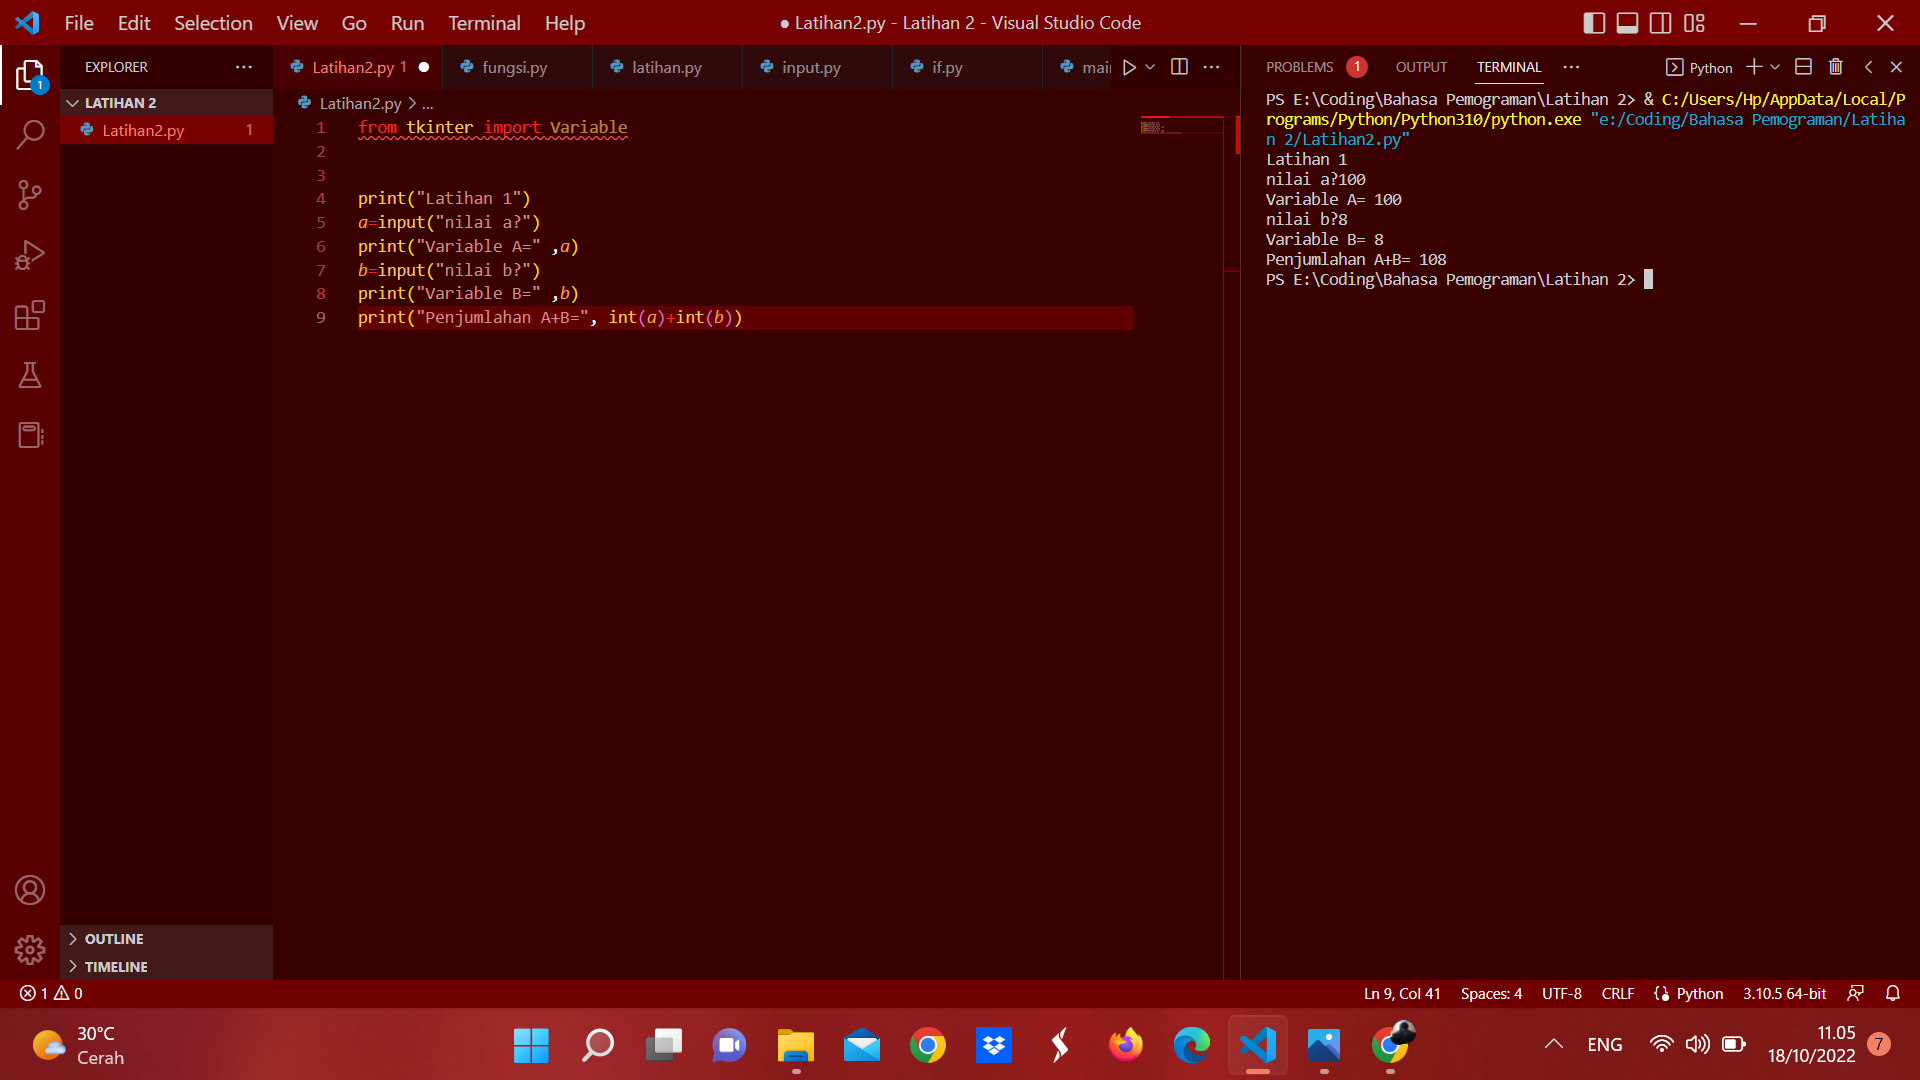 File Edit Selection View Go Run Terminal Help
● Latihan2.py - Latihan 2 - Visual Studio Code
EXPLORER ...
Latihan2.py 1 ●
fungsi.py
latihan.py
input.py
if.py
mai
PROBLEMS 1 OUTPUT TERMINAL ...
Python
1
LATIHAN 2
Latihan2.py 1
Latihan2.py > ...
1 from tkinter import Variable
2
3
4 print("Latihan 1")
5 a=input("nilai a?")
6 print("Variable A=" ,a)
7 b=input("nilai b?")
8 print("Variable B=" ,b)
9 print("Penjumlahan A+B=", int(a)+int(b))
PS E:\Coding\Bahasa Pemograman\Latihan 2> & C:/Users/Hp/AppData/Local/P
rograms/Python/Python310/python.exe "e:/Coding/Bahasa Pemograman/Latiha
n 2/Latihan2.py"
Latihan 1
nilai a?100
Variable A= 100
nilai b?8
Variable B= 8
Penjumlahan A+B= 108
PS E:\Coding\Bahasa Pemograman\Latihan 2>
OUTLINE
TIMELINE
1 0
Ln 9, Col 41 Spaces: 4 UTF-8 CRLF Python 3.10.5 64-bit
30°C
Cerah
ENG
11.05
18/10/2022
7